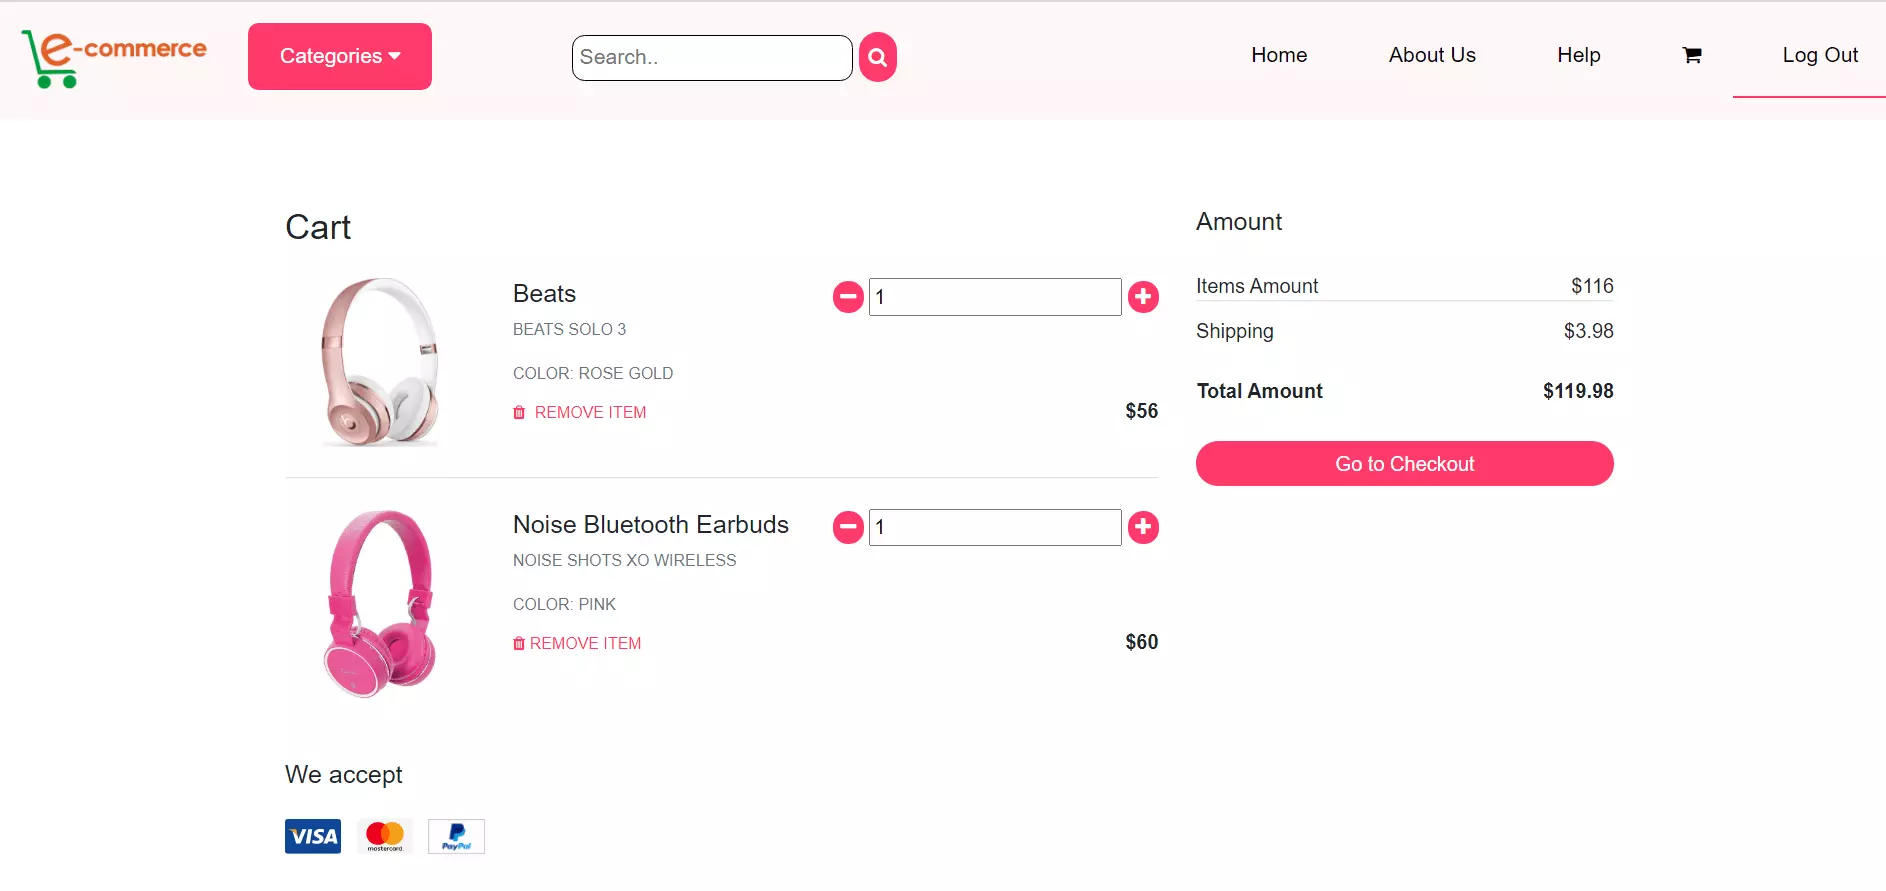 e-commerce
Categories
Search..
Home
About Us
Help
Log Out
Cart
Beats
BEATS SOLO 3
COLOR: ROSE GOLD
REMOVE ITEM
1
$56
Noise Bluetooth Earbuds
NOISE SHOTS XO WIRELESS
COLOR: PINK
REMOVE ITEM
1
$60
Amount
Items Amount $116
Shipping $3.98
Total Amount $119.98
Go to Checkout
We accept
VISA
mastercard
PayPal